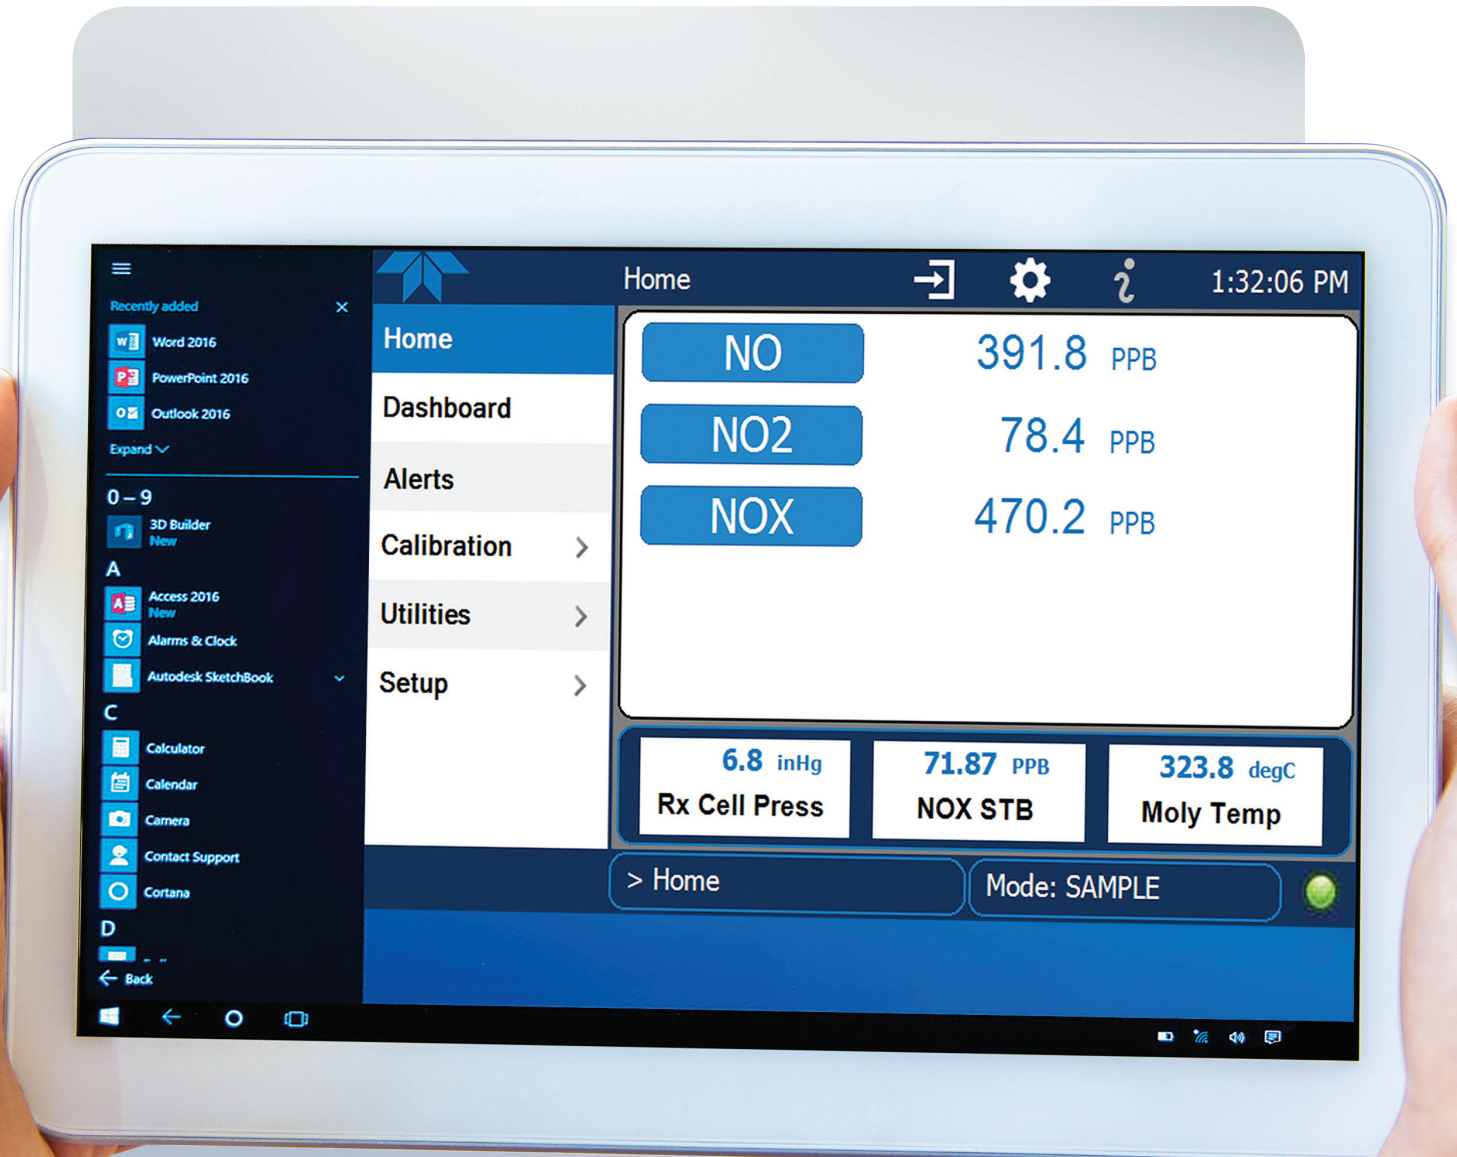 Recently added
Word 2016
PowerPoint 2016
Outlook 2016
Expand
0 – 9
3D Builder
New
A
Access 2016
New
Alarms & Clock
Autodesk SketchBook
C
Calculator
Calendar
Camera
Contact Support
Cortana
D
Back
Home
Dashboard
Alerts
Calibration
Utilities
Setup
Home 1:32:06 PM
NO 391.8 PPB
NO2 78.4 PPB
NOX 470.2 PPB
6.8 inHg
Rx Cell Press
71.87 PPB
NOX STB
323.8 degC
Moly Temp
> Home
Mode: SAMPLE